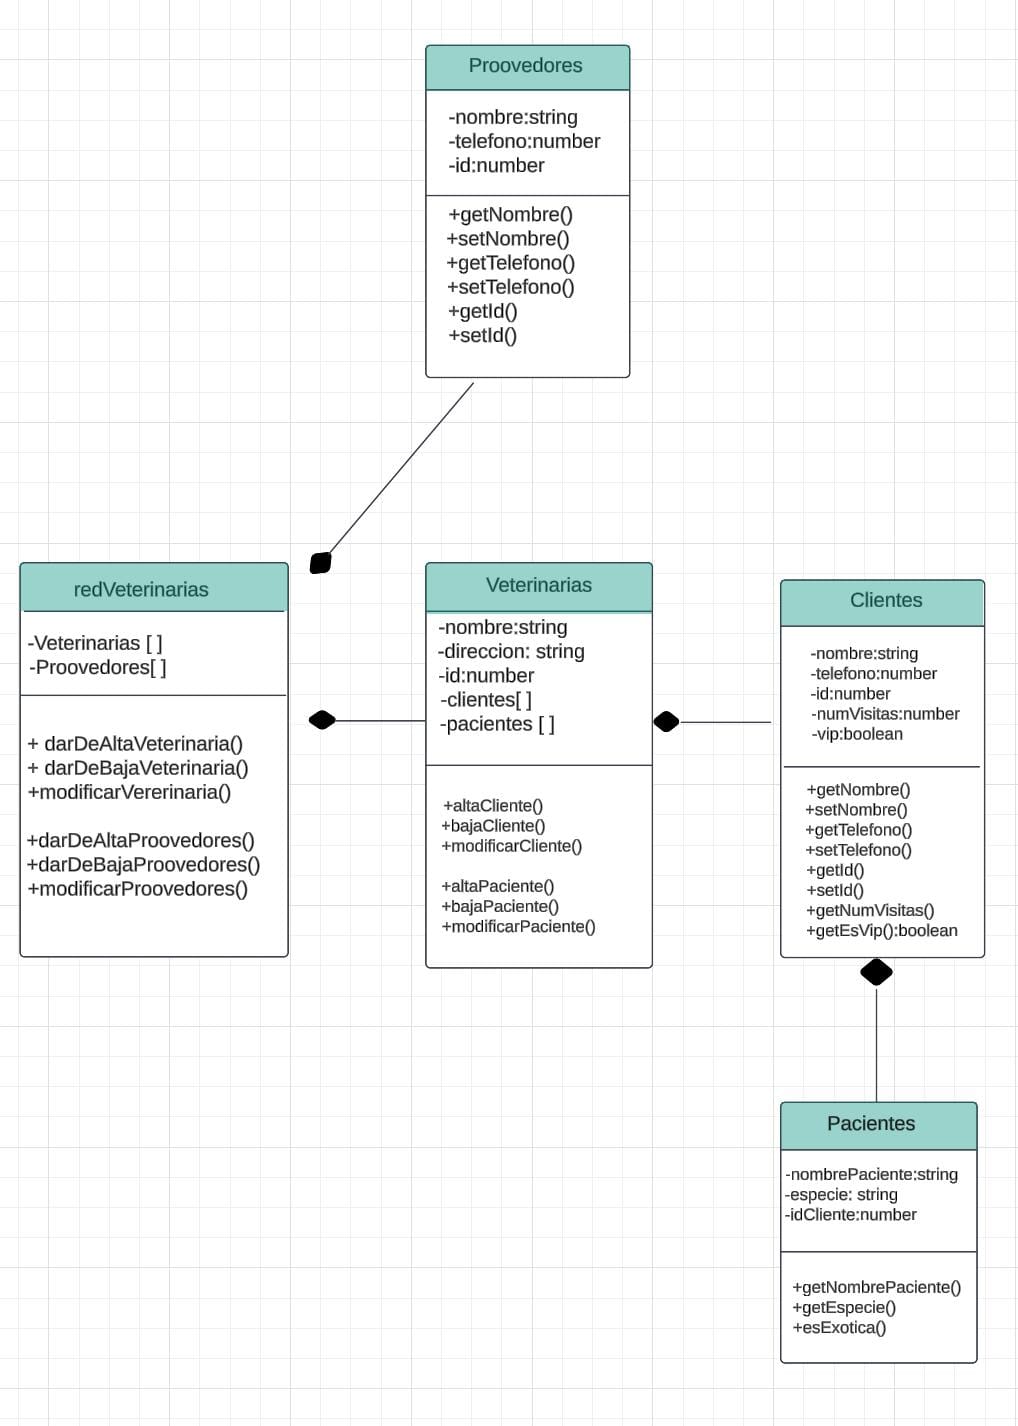 Proovedores
-nombre:string
-telefono:number
-id:number
+getNombre()
+setNombre()
+getTelefono()
+setTelefono()
+getId()
+setId()
redVeterinarias
-Veterinarias [ ]
-Proovedores[ ]
+ darDeAltaVeterinaria()
+ darDeBajaVeterinaria()
+modificarVererinaria()
+darDeAltaProovedores()
+darDeBajaProovedores()
+modificarProovedores()
Veterinarias
-nombre:string
-direccion: string
-id:number
-clientes[ ]
-pacientes [ ]
+altaCliente()
+bajaCliente()
+modificarCliente()
+altaPaciente()
+bajaPaciente()
+modificarPaciente()
Clientes
-nombre:string
-telefono:number
-id:number
-numVisitas:number
-vip:boolean
+getNombre()
+setNombre()
+getTelefono()
+setTelefono()
+getId()
+setId()
+getNumVisitas()
+getEsVip():boolean
Pacientes
-nombrePaciente:string
-especie: string
-idCliente:number
+getNombrePaciente()
+getEspecie()
+esExotica()